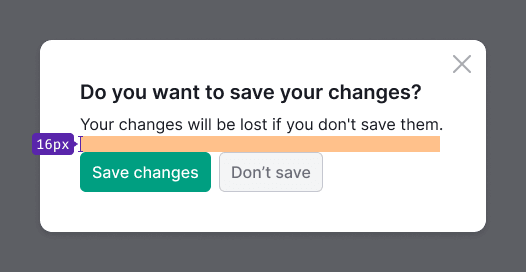 Do you want to save your changes?
Your changes will be lost if you don't save them.
16px
Save changes
Don’t save